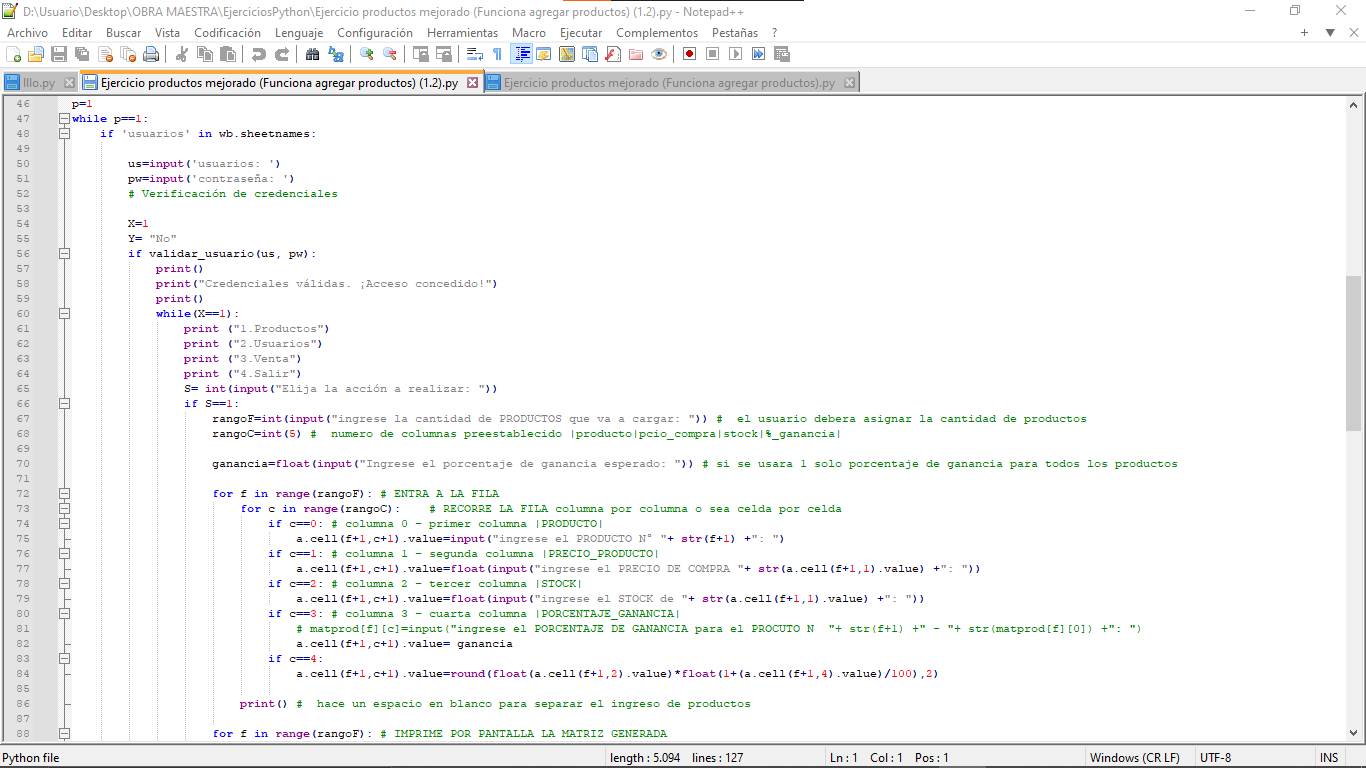 D:\Usuario\Desktop\OBRA MAESTRA\EjerciciosPython\Ejercicio productos mejorado (Funciona agregar productos) (1.2).py - Notepad++
Archivo Editar Buscar Vista Codificación Lenguaje Configuración Herramientas Macro Ejecutar Complementos Pestañas ?
IIIo.py Ejercicio productos mejorado (Funciona agregar productos) (1.2).py Ejercicio productos mejorado (Funciona agregar productos).py
46 p=1
47 while p==1:
48     if 'usuarios' in wb.sheetnames:
49
50         us=input('usuarios: ')
51         pw=input('contraseña: ')
52         # Verificación de credenciales
53
54         X=1
55         Y= "No"
56         if validar_usuario(us, pw):
57             print()
58             print("Credenciales válidas. ¡Acceso concedido!")
59             print()
60             while(X==1):
61                 print ("1.Productos")
62                 print ("2.Usuarios")
63                 print ("3.Venta")
64                 print ("4.Salir")
65                 S= int(input("Elija la acción a realizar: "))
66                 if S==1:
67                     rangoF=int(input("ingrese la cantidad de PRODUCTOS que va a cargar: ")) #  el usuario debera asignar la cantidad de productos
68                     rangoC=int(5) #  numero de columnas preestablecido |producto|pcio_compra|stock|%_ganancia|
69
70                     ganancia=float(input("Ingrese el porcentaje de ganancia esperado: ")) # si se usara 1 solo porcentaje de ganancia para todos los productos
71
72                     for f in range(rangoF): # ENTRA A LA FILA
73                         for c in range(rangoC):    # RECORRE LA FILA columna por columna o sea celda por celda
74                             if c==0: # columna 0 - primer columna |PRODUCTO|
75                                 a.cell(f+1,c+1).value=input("ingrese el PRODUCTO N° "+ str(f+1) +": ")
76                             if c==1: # columna 1 - segunda columna |PRECIO_PRODUCTO|
77                                 a.cell(f+1,c+1).value=float(input("ingrese el PRECIO DE COMPRA "+ str(a.cell(f+1,1).value) +": "))
78                             if c==2: # columna 2 - tercer columna |STOCK|
79                                 a.cell(f+1,c+1).value=float(input("ingrese el STOCK de "+ str(a.cell(f+1,1).value) +": "))
80                             if c==3: # columna 3 - cuarta columna |PORCENTAJE_GANANCIA|
81                                 # matprod[f][c]=input("ingrese el PORCENTAJE DE GANANCIA para el PROCUTO N  "+ str(f+1) +" - "+ str(matprod[f][0]) +": ")
82                                 a.cell(f+1,c+1).value= ganancia
83                             if c==4:
84                                 a.cell(f+1,c+1).value=round(float(a.cell(f+1,2).value)*float(1+(a.cell(f+1,4).value)/100),2)
85
86                         print() #  hace un espacio en blanco para separar el ingreso de productos
87
88                     for f in range(rangoF): # IMPRIME POR PANTALLA LA MATRIZ GENERADA
Python file length : 5.094 lines : 127 Ln : 1 Col : 1 Pos : 1 Windows (CR LF) UTF-8 INS